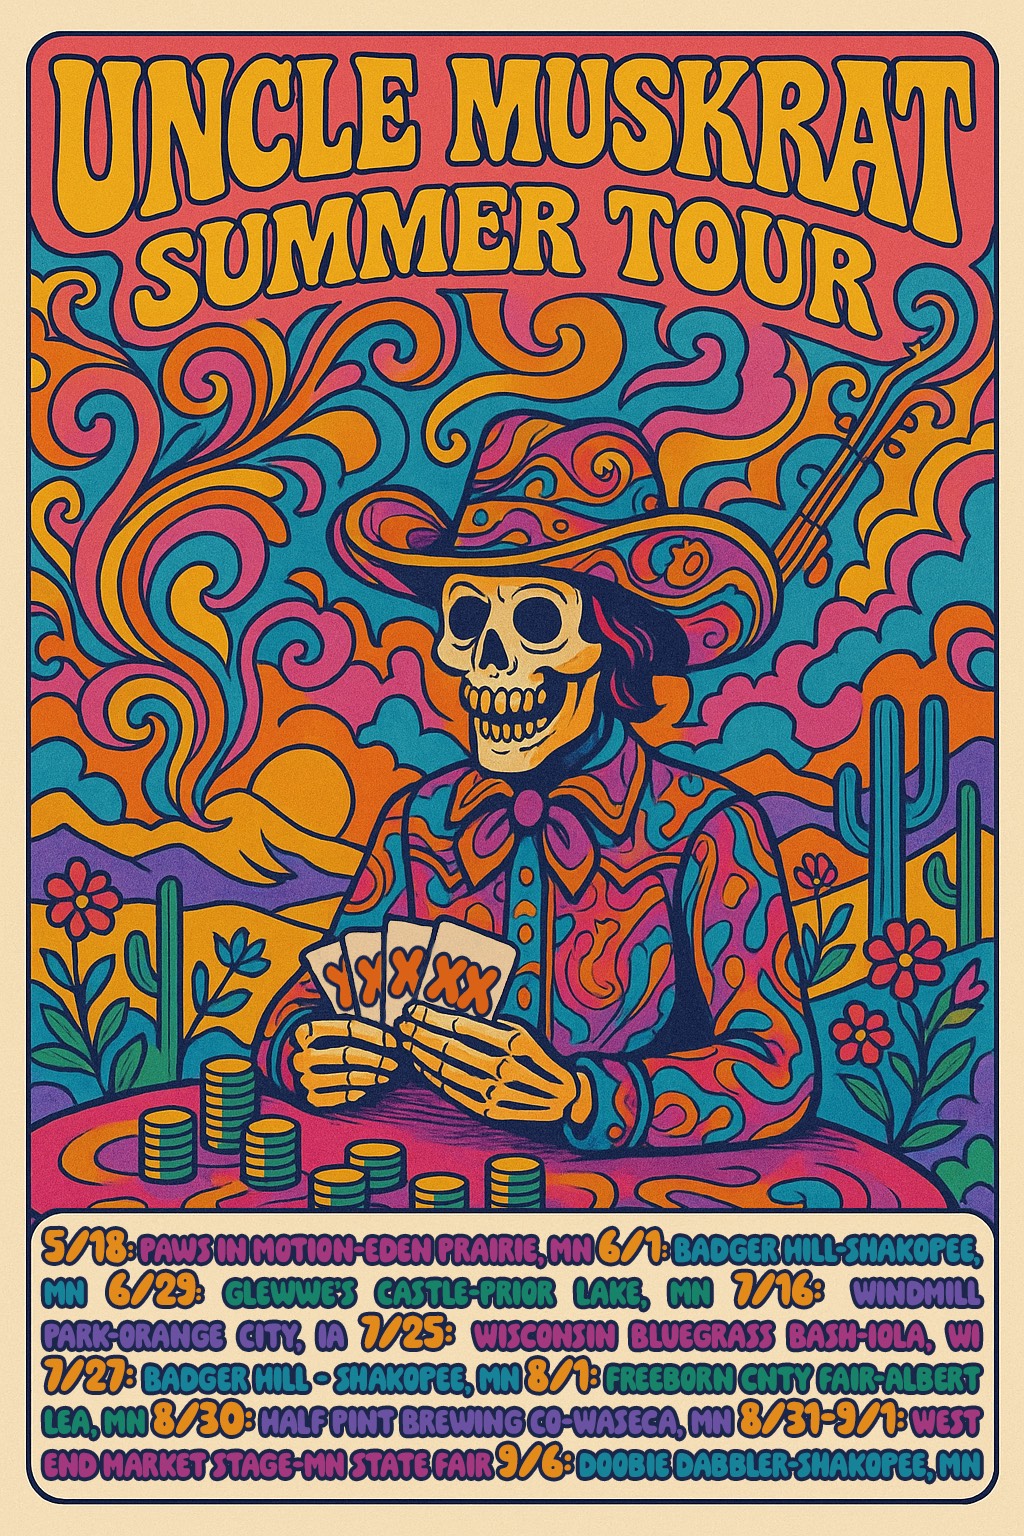 UNCLE MUSKRAT
SUMMER TOUR
Y Y X XX
5/18: PAWS IN MOTION-EDEN PRAIRIE, MN 6/1: BADGER HILL-SHAKOPEE,
MN 6/29: GLEWWE'S CASTLE-PRIOR LAKE, MN 7/16: WINDMILL
PARK-ORANGE CITY, IA 7/25: WISCONSIN BLUEGRASS BASH-IOLA, WI
7/27: BADGER HILL - SHAKOPEE, MN 8/1: FREEBORN CNTY FAIR-ALBERT
LEA, MN 8/30: HALF PINT BREWING CO-WASECA, MN 8/31-9/1: WEST
END MARKET STAGE-MN STATE FAIR 9/6: DOOBIE DABBLER-SHAKOPEE, MN